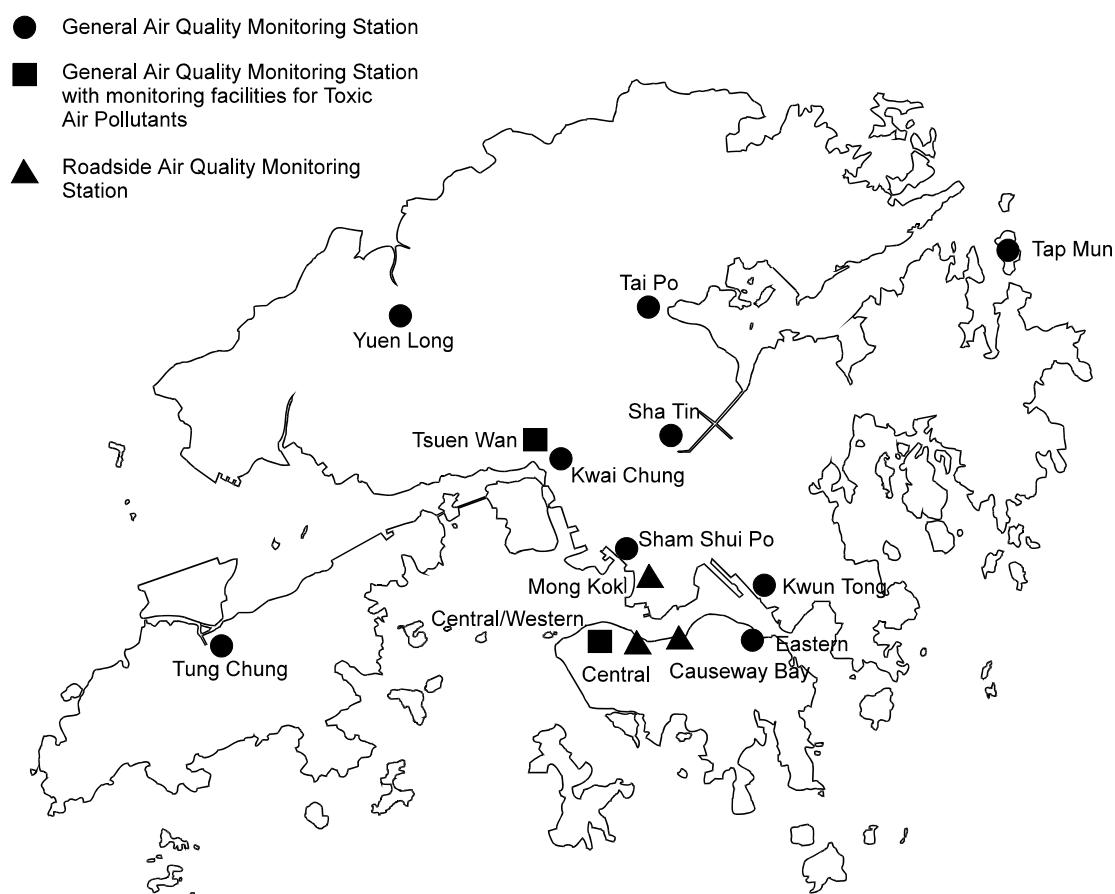 General Air Quality Monitoring Station
General Air Quality Monitoring Station
with monitoring facilities for Toxic
Air Pollutants
Roadside Air Quality Monitoring
Station
Tap Mun
Tai Po
Yuen Long
Sha Tin
Tsuen Wan
Kwai Chung
Sham Shui Po
Mong Kok
Kwun Tong
Central/Western
Eastern
Tung Chung
Central
Causeway Bay